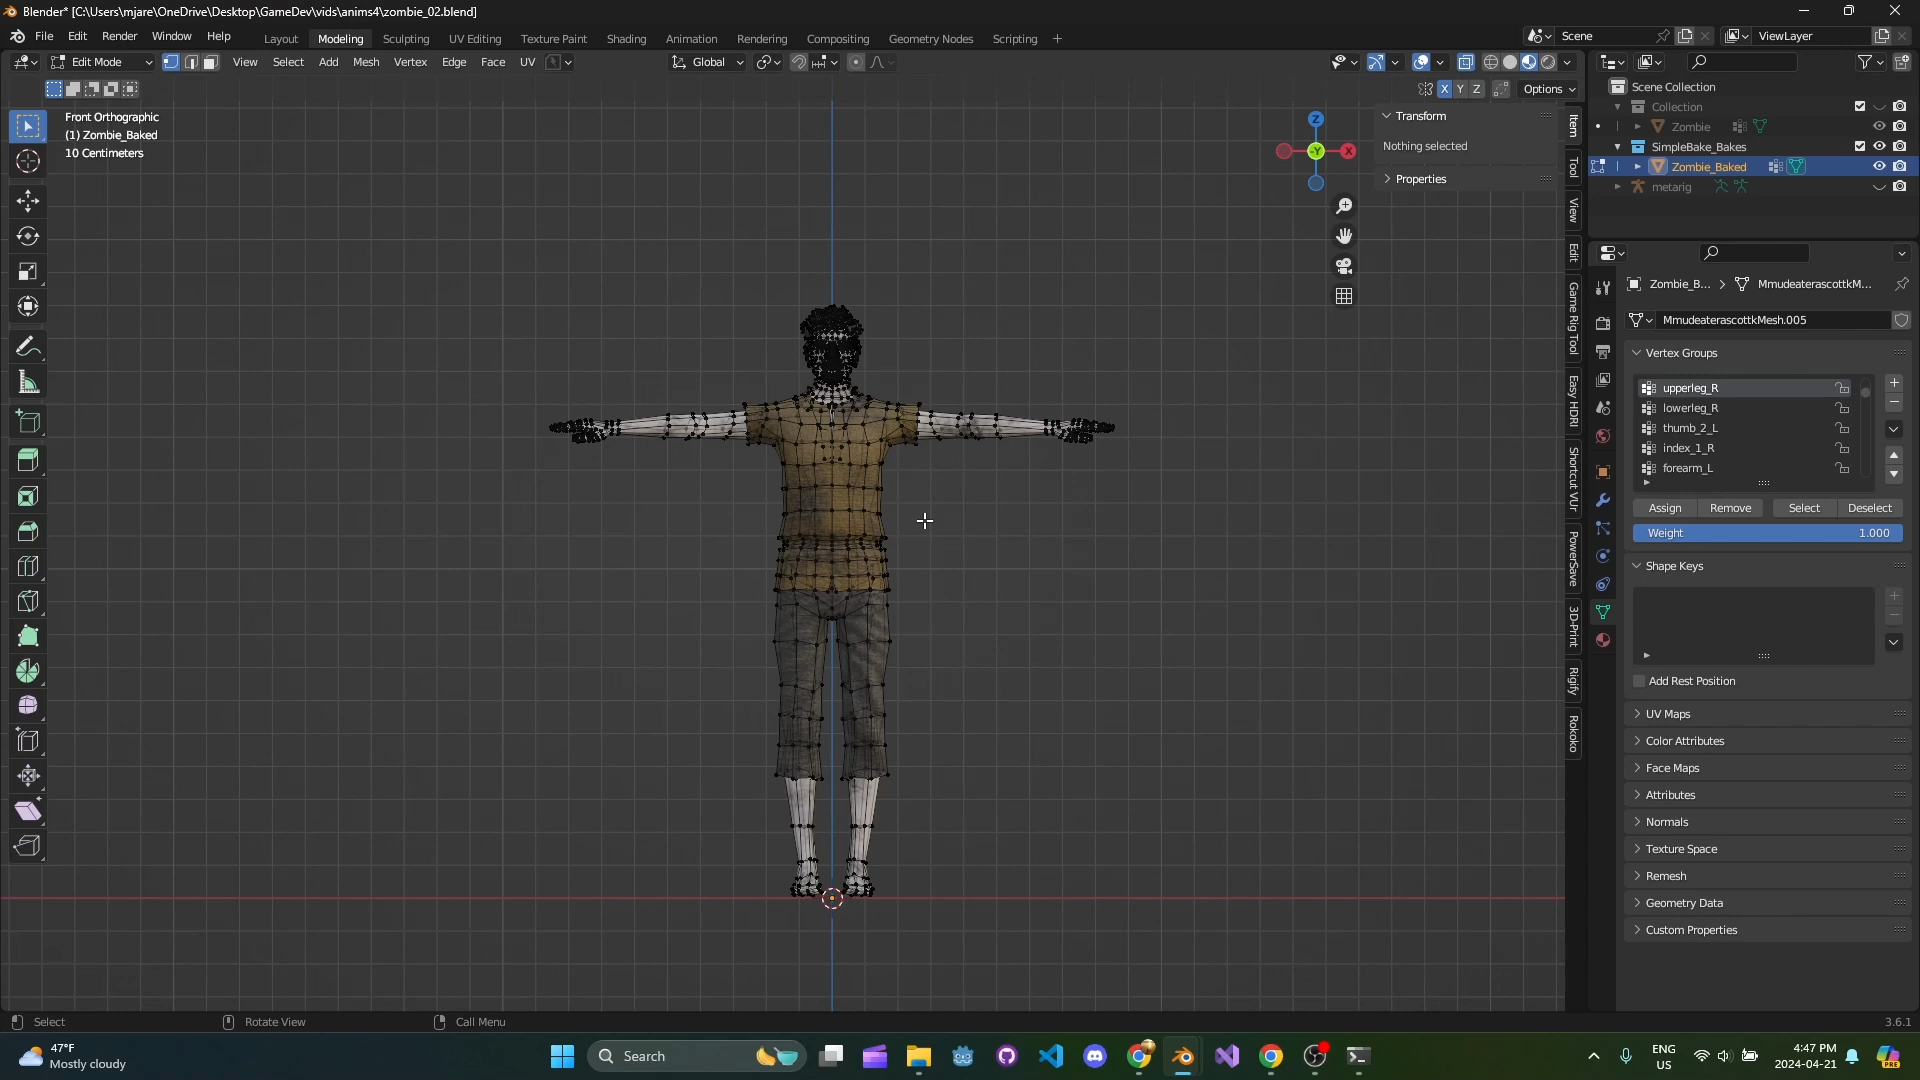 Blender* [C:\Users\mjare\OneDrive\Desktop\GameDev\vids\anims4\zombie_02.blend]
File Edit Render Window Help
Layout Modeling Sculpting UV Editing Texture Paint Shading Animation Rendering Compositing Geometry Nodes Scripting +
Scene
ViewLayer
Edit Mode
View Select Add Mesh Vertex Edge Face UV
Global
X Y Z
Options
Front Orthographic
(1) Zombie_Baked
10 Centimeters
Z
-Y
X
Transform
Nothing selected
Properties
Item
Tool
View
Edit
Game Rig Tool
Easy HDRI
Shortcut VUr
PowerSave
3D-Print
Rigify
Rokoko
Scene Collection
Collection
Zombie
SimpleBake_Bakes
Zombie_Baked
metarig
Zombie_B... > MmudeaterascottkM...
MmudeaterascottkMesh.005
Vertex Groups
upperleg_R
lowerleg_R
thumb_2_L
index_1_R
forearm_L
Assign Remove Select Deselect
Weight 1.000
Shape Keys
Add Rest Position
UV Maps
Color Attributes
Face Maps
Attributes
Normals
Texture Space
Remesh
Geometry Data
Custom Properties
Select
Rotate View
Call Menu
3.6.1
47°F
Mostly cloudy
Search
ENG
US
4:47 PM
2024-04-21
PRE